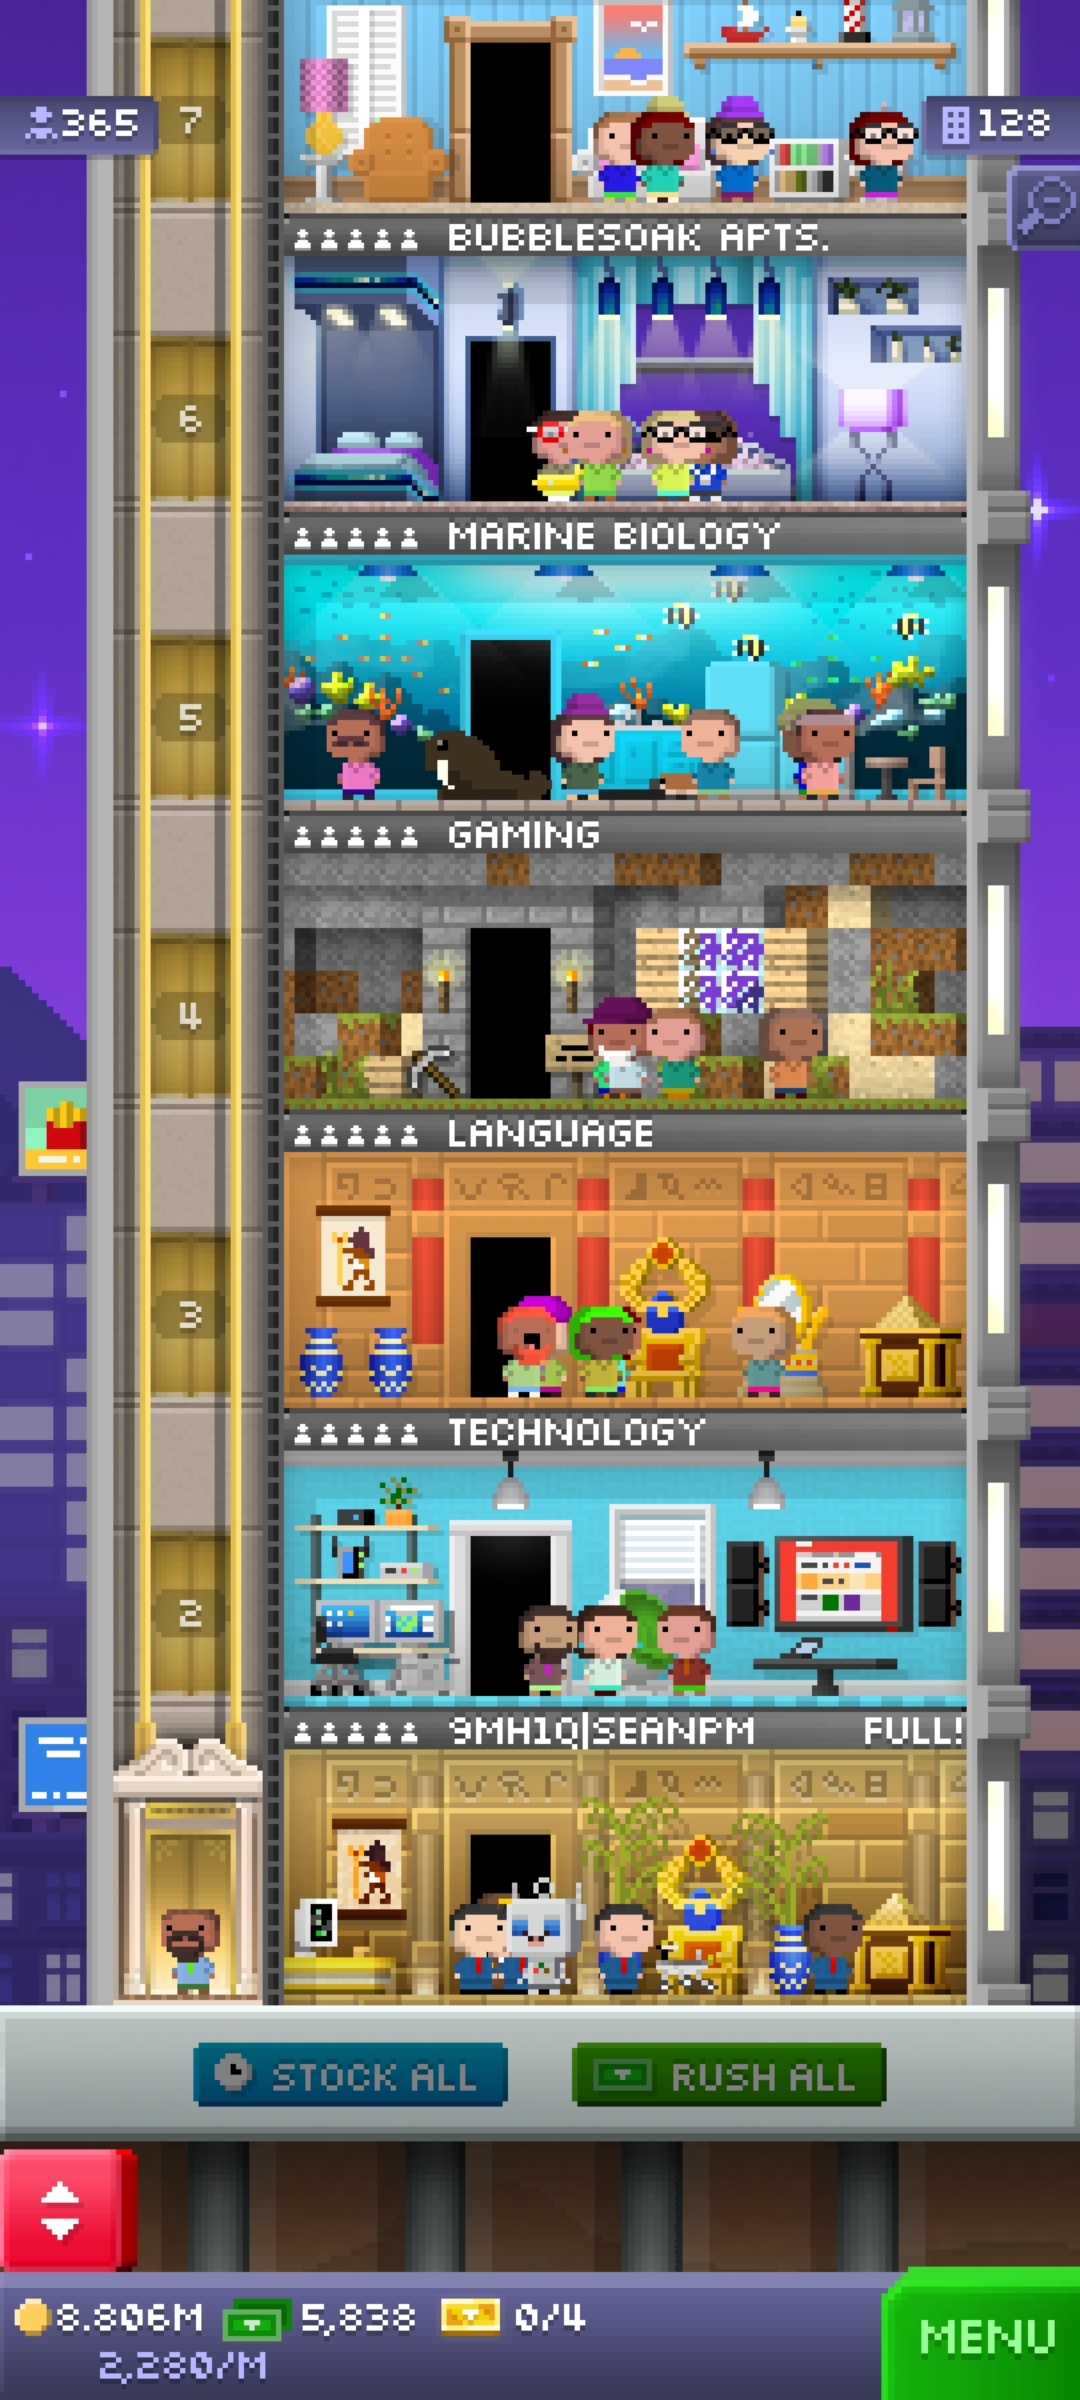 365
7
128
BUBBLESOAK APTS.
6
MARINE BIOLOGY
5
GAMING
4
LANGUAGE
3
TECHNOLOGY
2
9MH1Q|SEANPM FULL!
STOCK ALL
RUSH ALL
8.806M 5,838 0/4
2,280/M
MENU